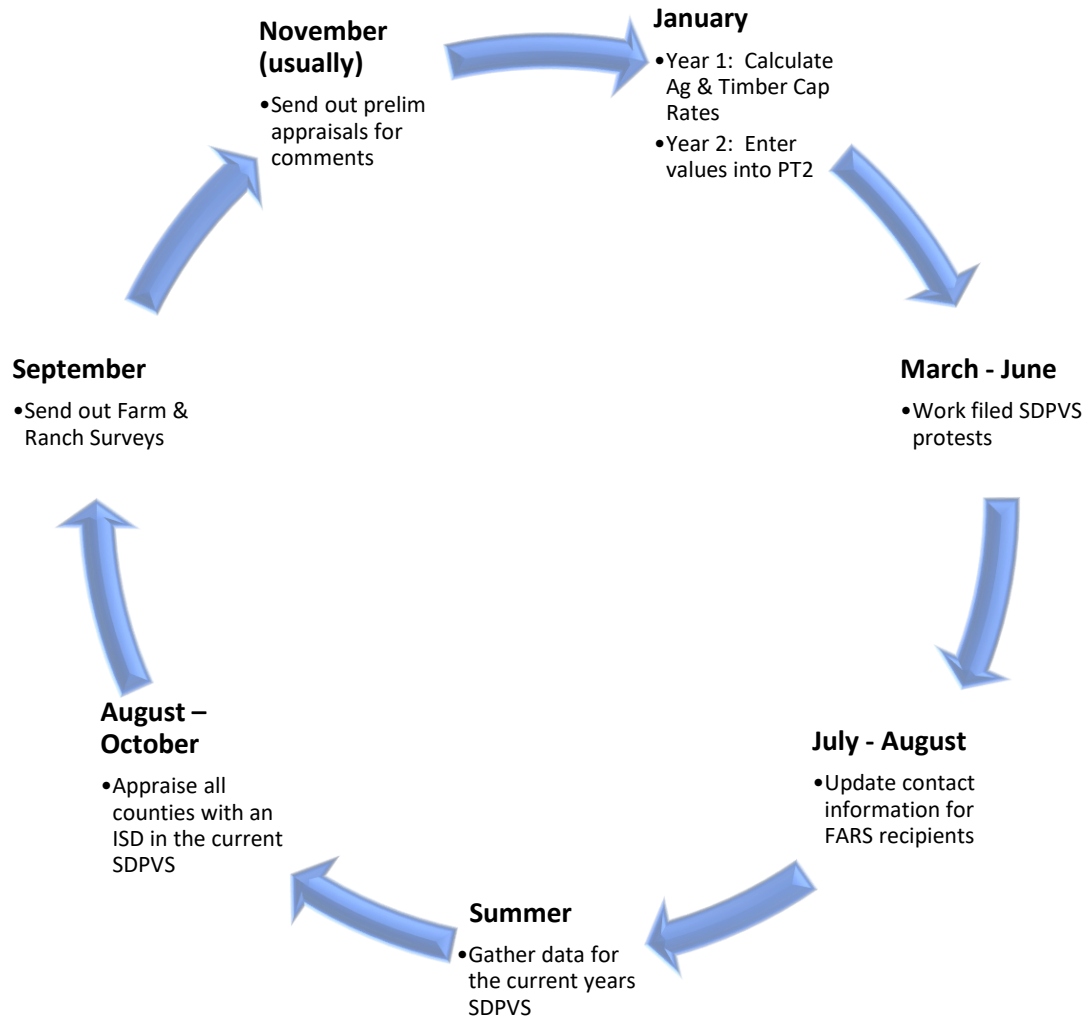 January
•Year 1:  Calculate
Ag & Timber Cap
Rates
•Year 2:  Enter
values into PT2
March - June
•Work filed SDPVS
protests
July - August
•Update contact
information for
FARS recipients
Summer
•Gather data for
the current years
SDPVS
August –
October
•Appraise all
counties with an
ISD in the current
SDPVS
September
•Send out Farm &
Ranch Surveys
November
(usually)
•Send out prelim
appraisals for
comments